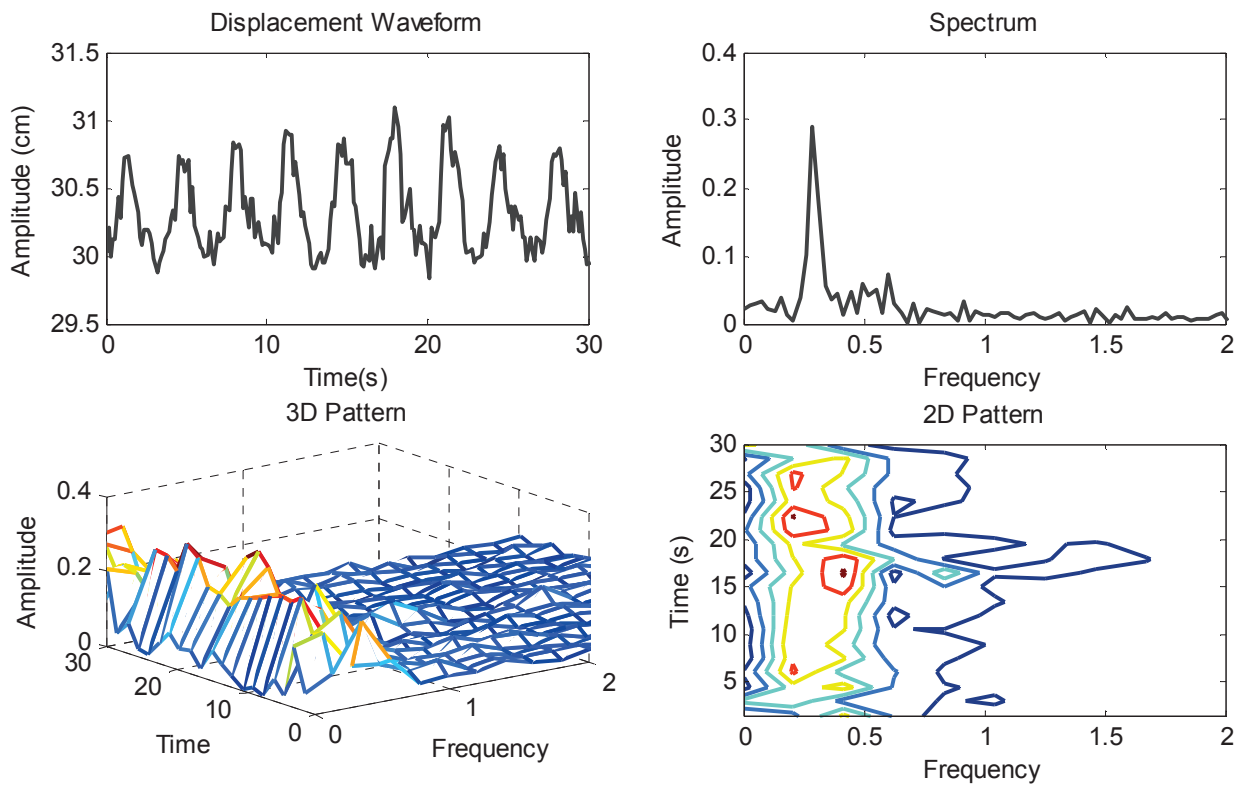 Displacement Waveform
31.5
31
30.5
30
29.5
Amplitude (cm)
0 10 20 30
Time(s)
Spectrum
0.4
0.3
0.2
0.1
0
Amplitude
0 0.5 1 1.5 2
Frequency
3D Pattern
0.4
0.2
0
Amplitude
30
20
10
0
Time
0
1
2
Frequency
2D Pattern
30
25
20
15
10
5
Time (s)
0 0.5 1 1.5 2
Frequency